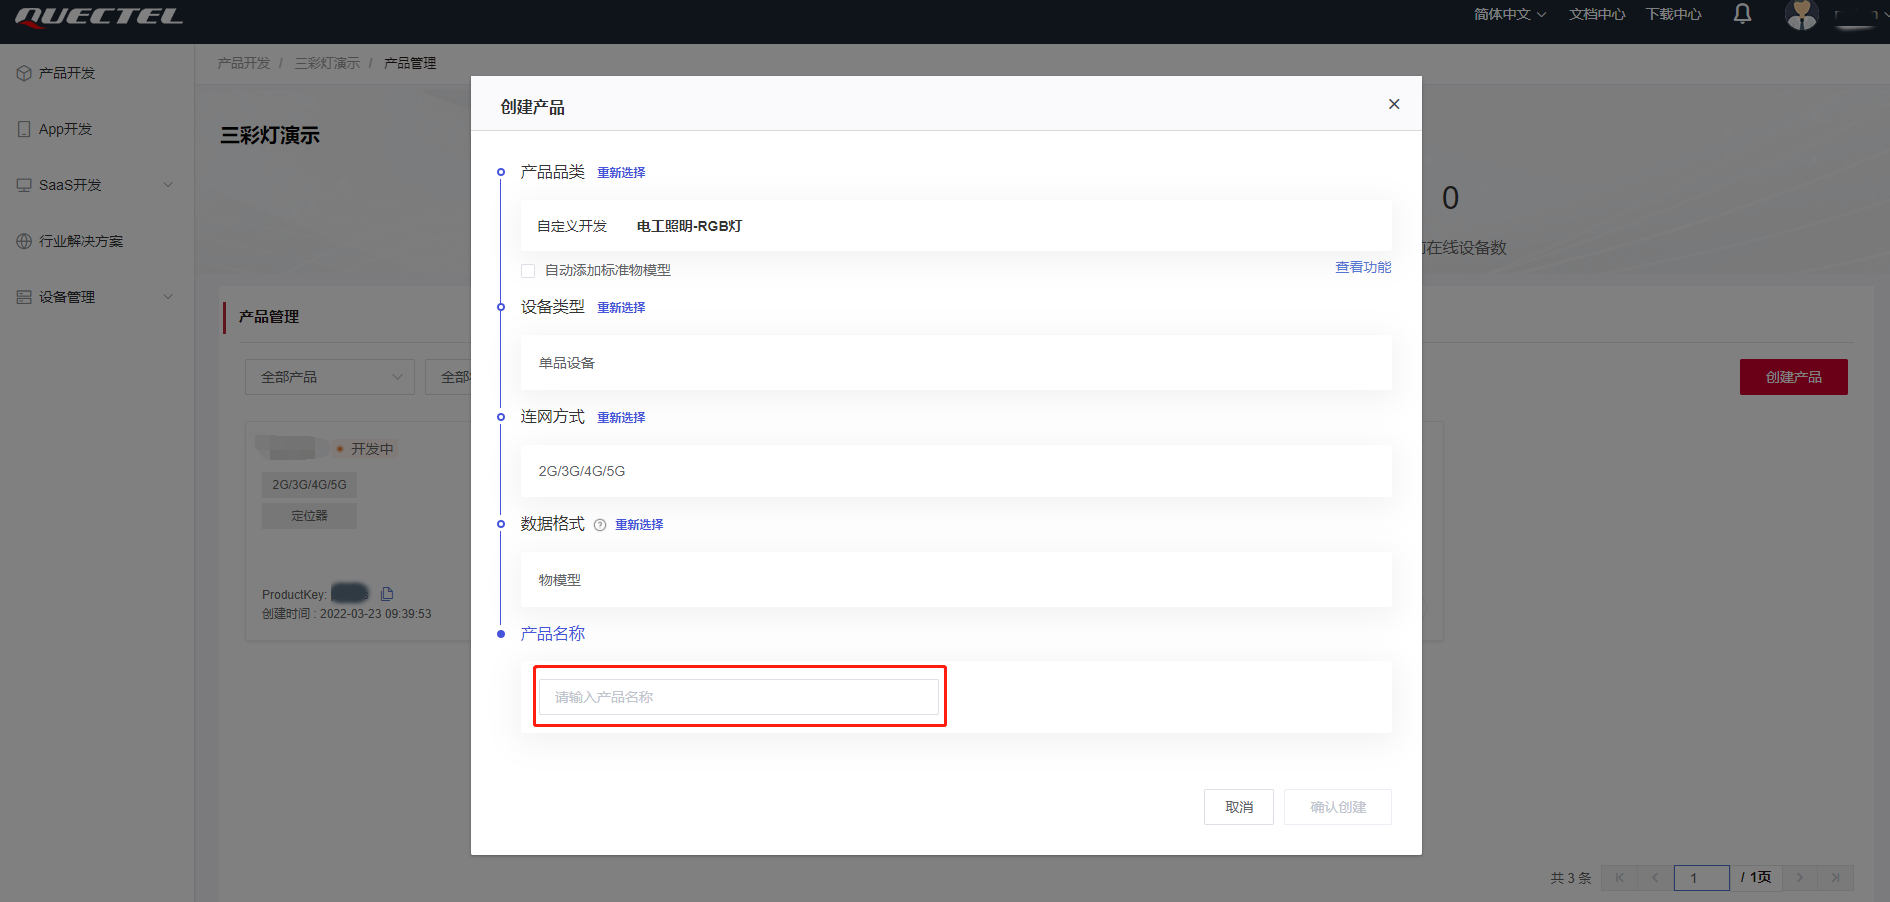 QUECTEL
简体中文 文档中心 下载中心
产品开发
App开发
SaaS开发
行业解决方案
设备管理
产品开发 / 三彩灯演示 / 产品管理
三彩灯演示
0
在线设备数
产品管理
全部产品
全部
创建产品
开发中
2G/3G/4G/5G
定位器
ProductKey:
创建时间 : 2022-03-23 09:39:53
创建产品
产品品类 重新选择
自定义开发 电工照明-RGB灯
自动添加标准物模型 查看功能
设备类型 重新选择
单品设备
连网方式 重新选择
2G/3G/4G/5G
数据格式 ? 重新选择
物模型
产品名称
请输入产品名称
取消 确认创建
共 3 条 1 / 1页